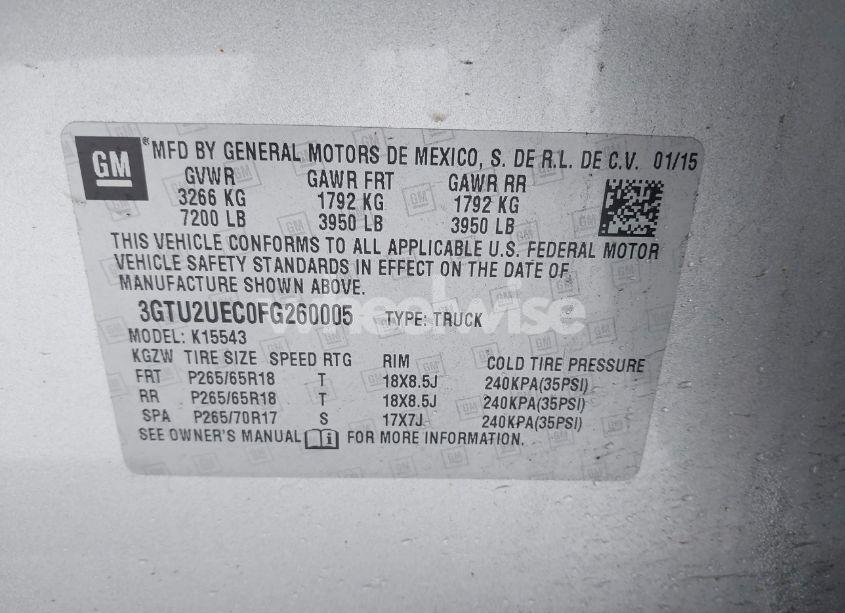 GM ® MFD BY GENERAL MOTORS DE MEXICO, S. DE R.L. DE C.V. 01/15
GVWR GAWR FRT GAWR RR
3266 KG 1792 KG 1792 KG
7200 LB 3950 LB 3950 LB
THIS VEHICLE CONFORMS TO ALL APPLICABLE U.S. FEDERAL MOTOR
VEHICLE SAFETY STANDARDS IN EFFECT ON THE DATE OF
MANUFACTURE SHOWN ABOVE.
3GTU2UEC0FG260005 TYPE: TRUCK
wheelwise
MODEL: K15543
KGZW TIRE SIZE SPEED RTG RIM COLD TIRE PRESSURE
FRT P265/65R18 T 18X8.5J 240KPA(35PSI)
RR P265/65R18 T 18X8.5J 240KPA(35PSI)
SPA P265/70R17 S 17X7J 240KPA(35PSI)
SEE OWNER'S MANUAL i FOR MORE INFORMATION.